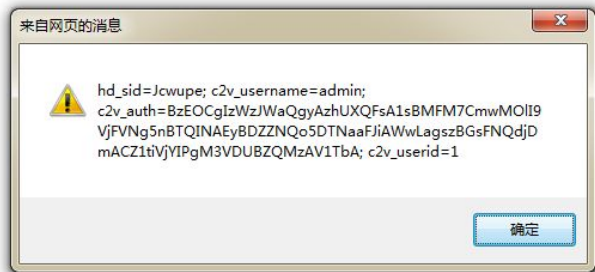 来自网页的消息
hd_sid=Jcwupe; c2v_username=admin;
c2v_auth=BzEOCgIzWzJWaQgyAzhUXQFsA1sBMFM7CmwMOlI9
VjFVNg5nBTQINAEyBDZZNQo5DTNaaFJiAWwLagszBGsFNQdjD
mACZ1tiVjYIPgM3VDUBZQMzAV1TbA; c2v_userid=1
确定